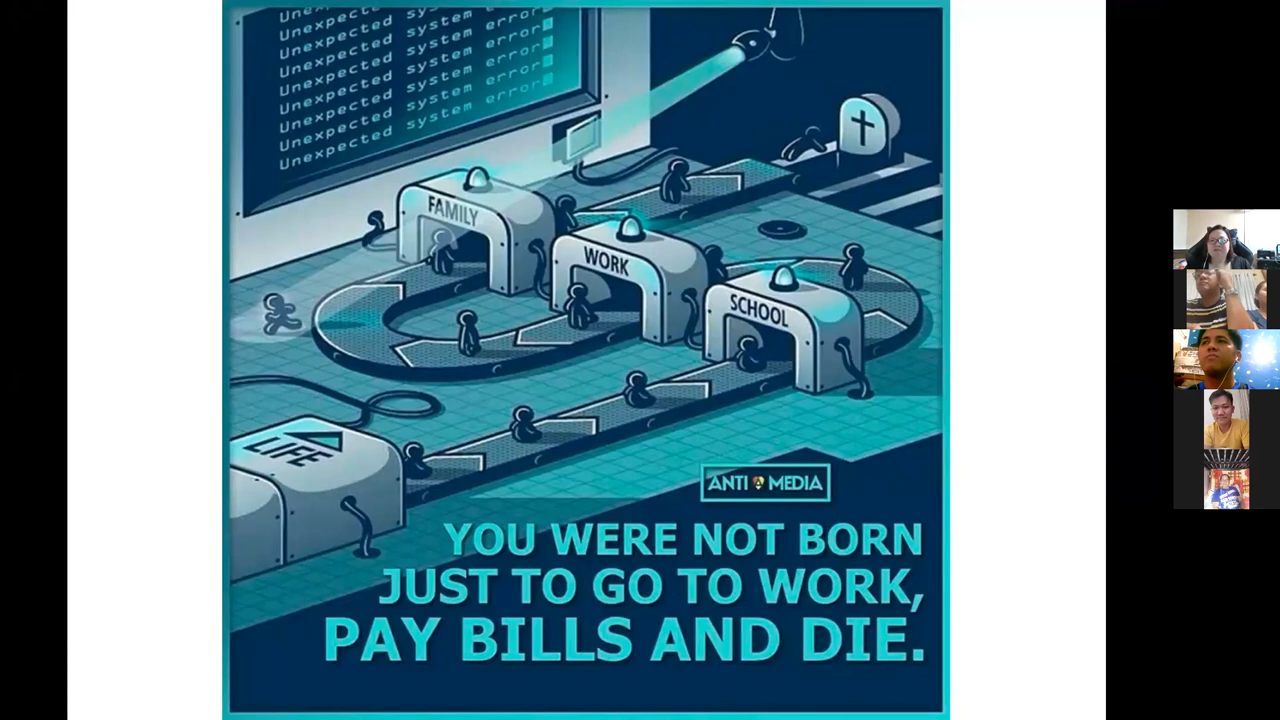 Unexpected system error
Unexpected system error
Unexpected system error
Unexpected system error
Unexpected system error
Unexpected system error
Unexpected system error
FAMILY
WORK
SCHOOL
LIFE
ANTI MEDIA
YOU WERE NOT BORN
JUST TO GO TO WORK,
PAY BILLS AND DIE.